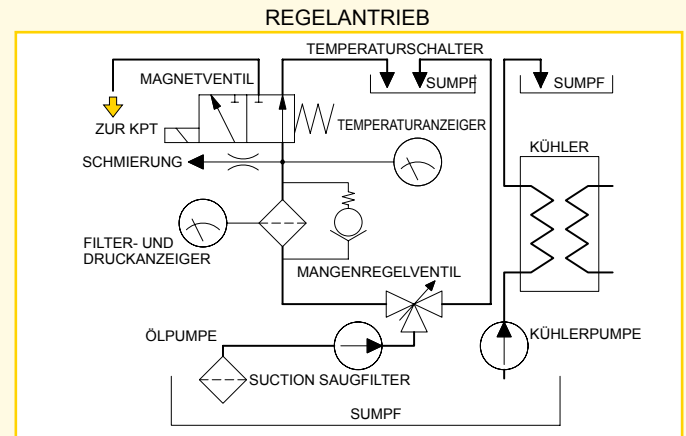 REGELANTRIEB
TEMPERATURSCHALTER
MAGNETVENTIL
SUMPF
SUMPF
ZUR KPT
TEMPERATURANZEIGER
KÜHLER
SCHMIERUNG
FILTER- UND
DRUCKANZEIGER
MANGENREGELVENTIL
ÖLPUMPE
KÜHLERPUMPE
SUCTION SAUGFILTER
SUMPF